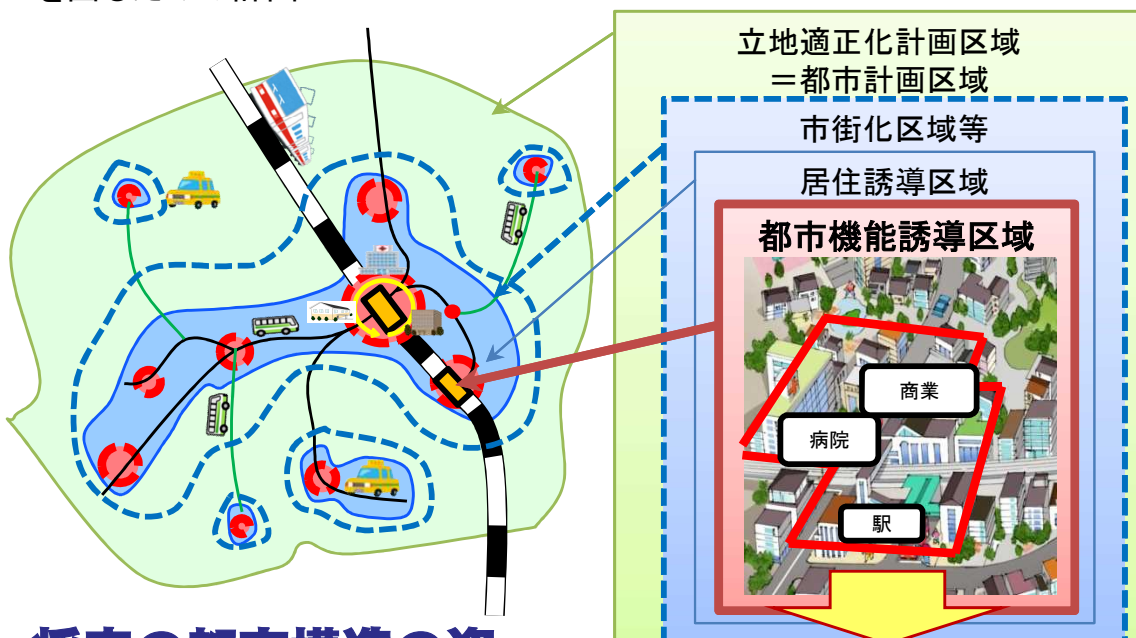 立地適正化計画区域
＝都市計画区域
市街化区域等
居住誘導区域
都市機能誘導区域
商業
病院
駅